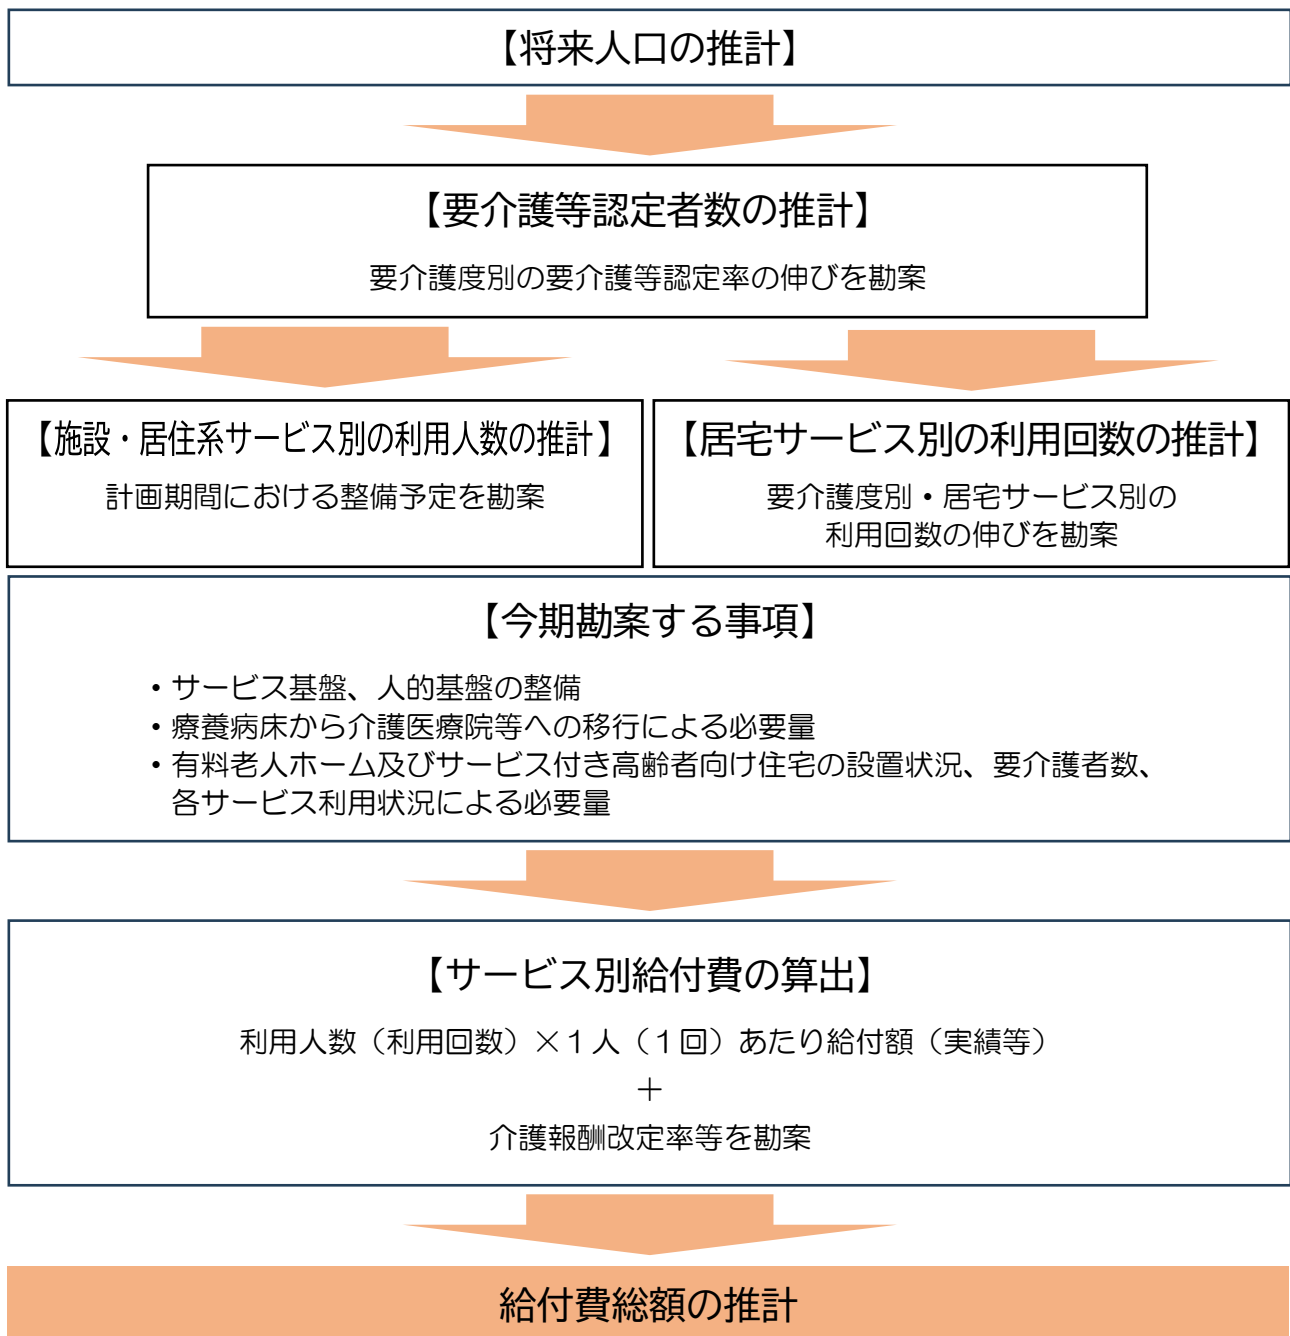 【将来人口の推計】
【要介護等認定者数の推計】
要介護度別の要介護等認定率の伸びを勘案
【施設・居住系サービス別の利用人数の推計】
計画期間における整備予定を勘案
【居宅サービス別の利用回数の推計】
要介護度別・居宅サービス別の
利用回数の伸びを勘案
【今期勘案する事項】
・サービス基盤、人的基盤の整備
・療養病床から介護医療院等への移行による必要量
・有料老人ホーム及びサービス付き高齢者向け住宅の設置状況、要介護者数、
各サービス利用状況による必要量
【サービス別給付費の算出】
利用人数（利用回数）×１人（１回）あたり給付額（実績等）
＋
介護報酬改定率等を勘案
給付費総額の推計